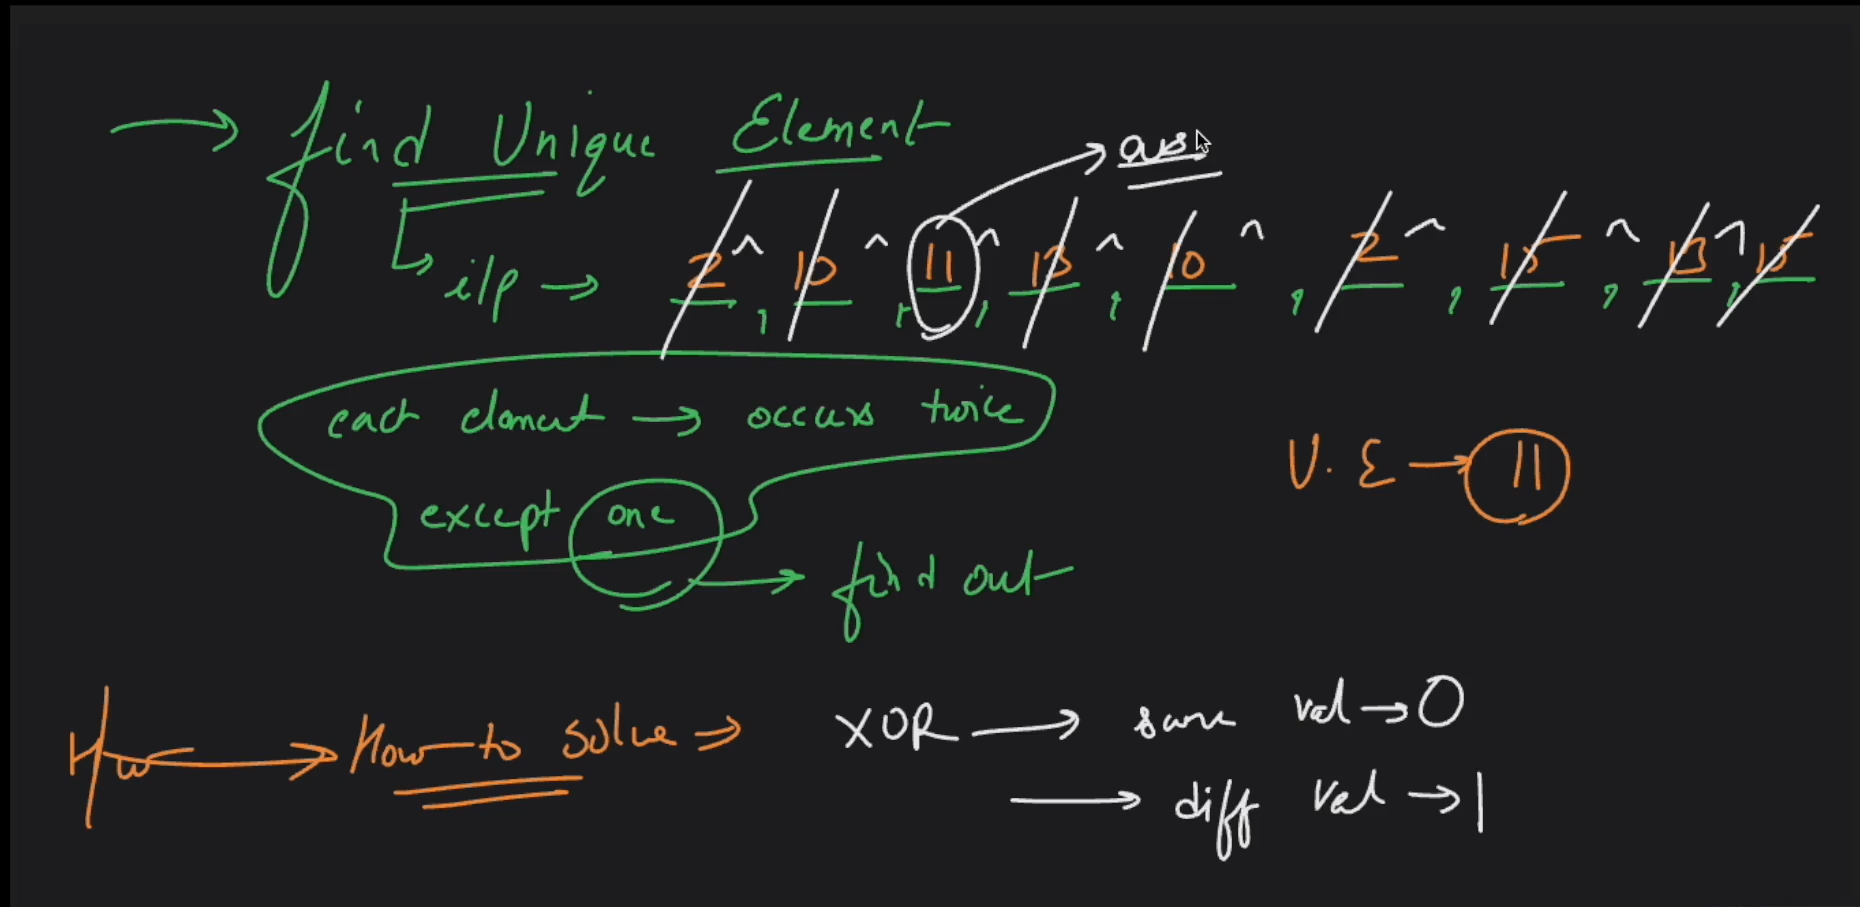 → find Unique Element
→ ans
↳ i/p → 2 ^ , 10 ^ , 11 ^ , 13 ^ , 10 ^ , 2 ^ , 15 ^ , 13 ^ , 15
each element → occurs twice
except one
→ find out
U.E → 11
H/w → How to solve ⇒ XOR → same val → 0
→ diff val → 1